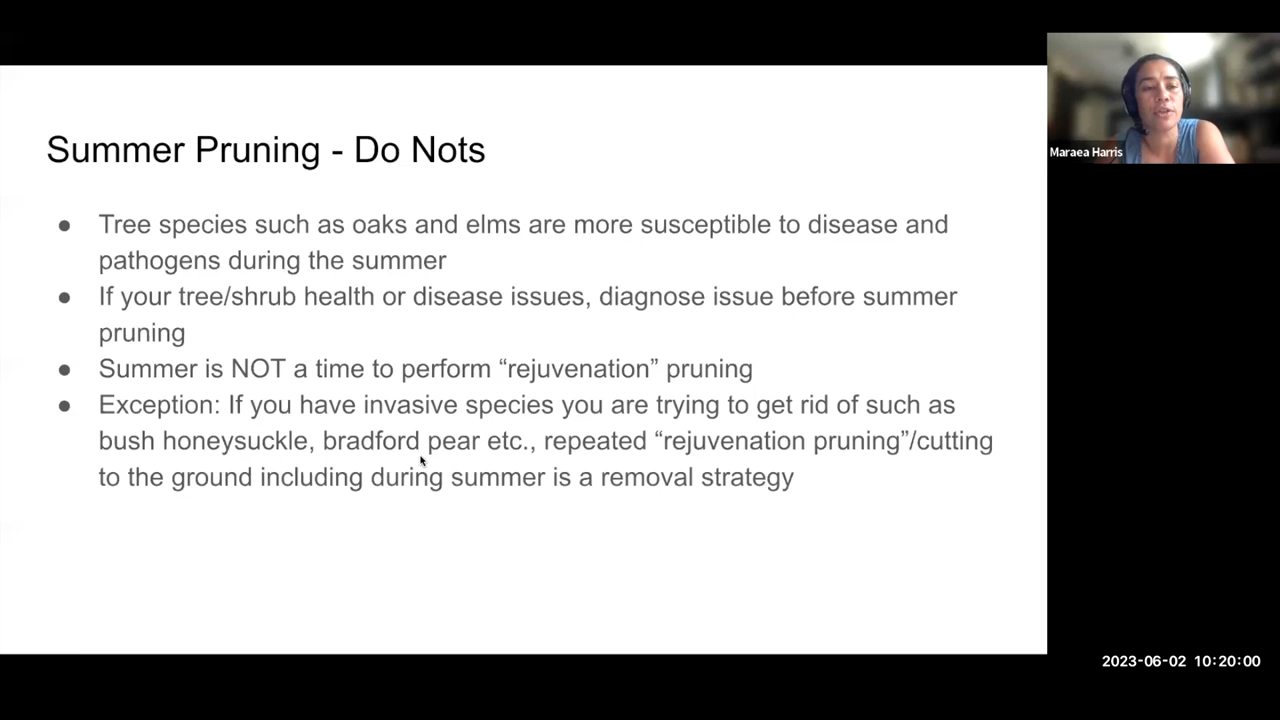 Summer Pruning - Do Nots
● Tree species such as oaks and elms are more susceptible to disease and
pathogens during the summer
● If your tree/shrub health or disease issues, diagnose issue before summer
pruning
● Summer is NOT a time to perform “rejuvenation” pruning
● Exception: If you have invasive species you are trying to get rid of such as
bush honeysuckle, bradford pear etc., repeated “rejuvenation pruning”/cutting
to the ground including during summer is a removal strategy
Maraea Harris
2023-06-02 10:20:00